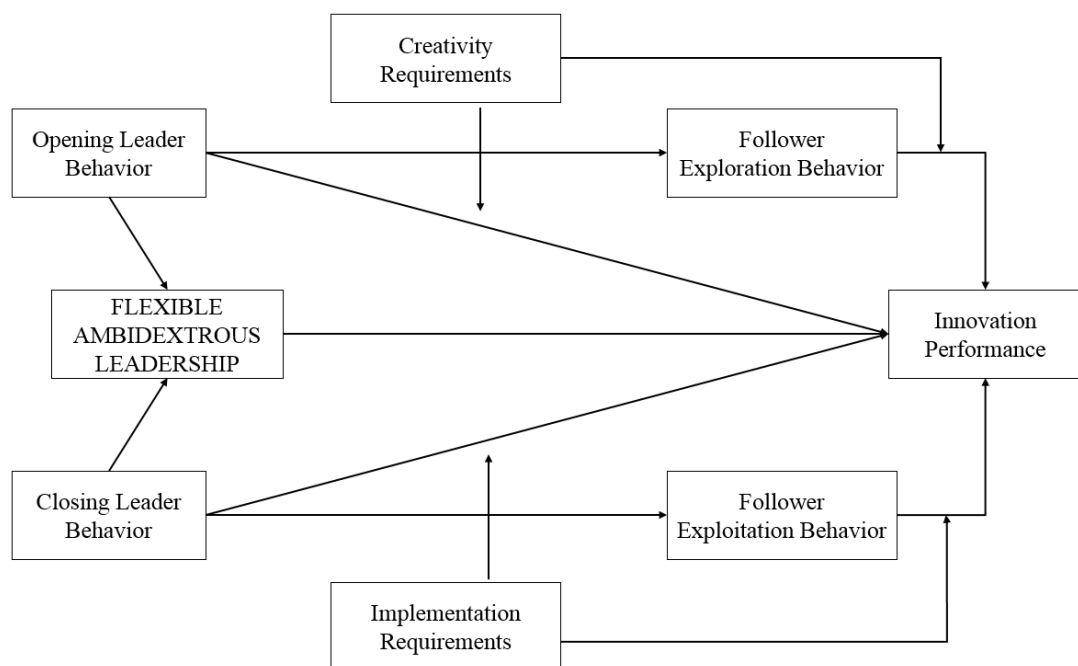 Creativity
Requirements
Opening Leader
Behavior
Follower
Exploration Behavior
FLEXIBLE
AMBIDEXTROUS
LEADERSHIP
Innovation
Performance
Closing Leader
Behavior
Follower
Exploitation Behavior
Implementation
Requirements